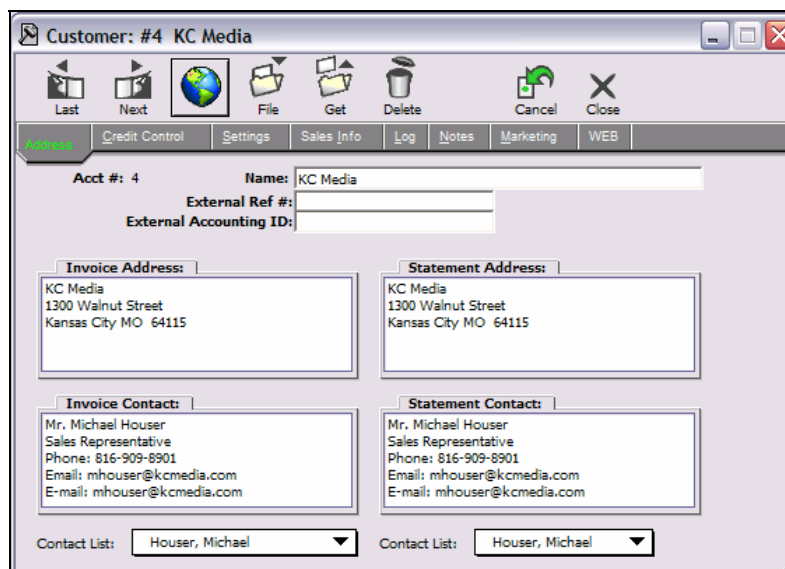 Customer: #4 KC Media
Last Next File Get Delete Cancel Close
Address Credit Control Settings Sales Info Log Notes Marketing WEB
Acct #: 4 Name: KC Media
External Ref #:
External Accounting ID:
Invoice Address:
KC Media
1300 Walnut Street
Kansas City MO 64115
Statement Address:
KC Media
1300 Walnut Street
Kansas City MO 64115
Invoice Contact:
Mr. Michael Houser
Sales Representative
Phone: 816-909-8901
Email: mhouser@kcmedia.com
E-mail: mhouser@kcmedia.com
Statement Contact:
Mr. Michael Houser
Sales Representative
Phone: 816-909-8901
Email: mhouser@kcmedia.com
E-mail: mhouser@kcmedia.com
Contact List: Houser, Michael
Contact List: Houser, Michael